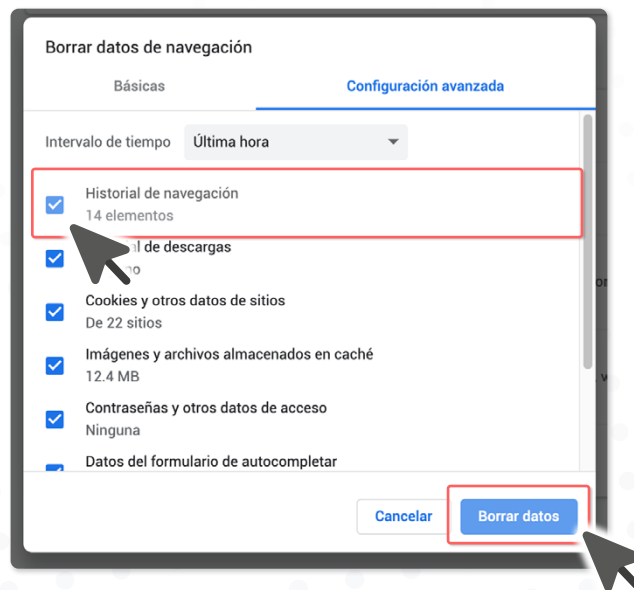 Borrar datos de navegación
Básicas
Configuración avanzada
Intervalo de tiempo
Última hora
Historial de navegación
14 elementos
de descargas
Cookies y otros datos de sitios
De 22 sitios
Imágenes y archivos almacenados en caché
12.4 MB
Contraseñas y otros datos de acceso
Ninguna
Datos del formulario de autocompletar
Cancelar
Borrar datos